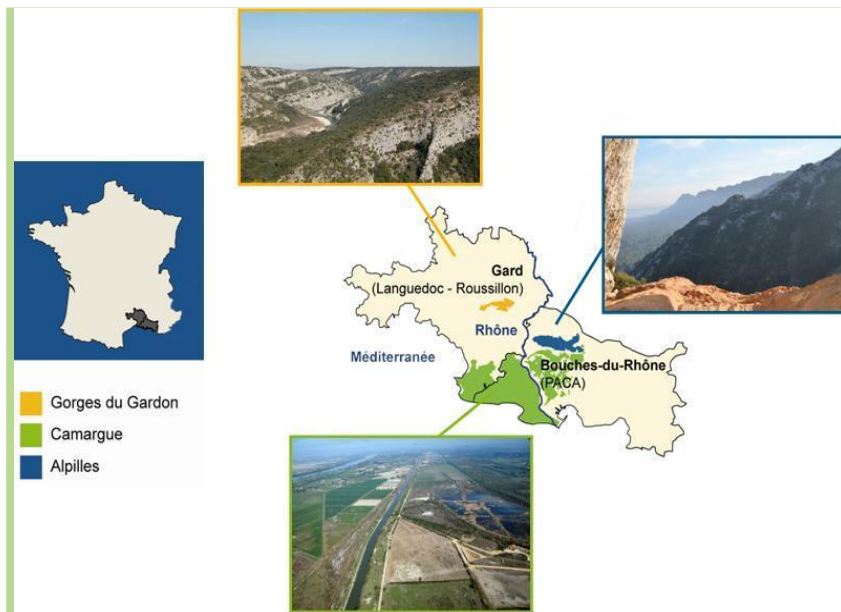 Gard
(Languedoc - Roussillon)
Rhône
Méditerranée
Bouches-du-Rhône
(PACA)
Gorges du Gardon
Camargue
Alpilles